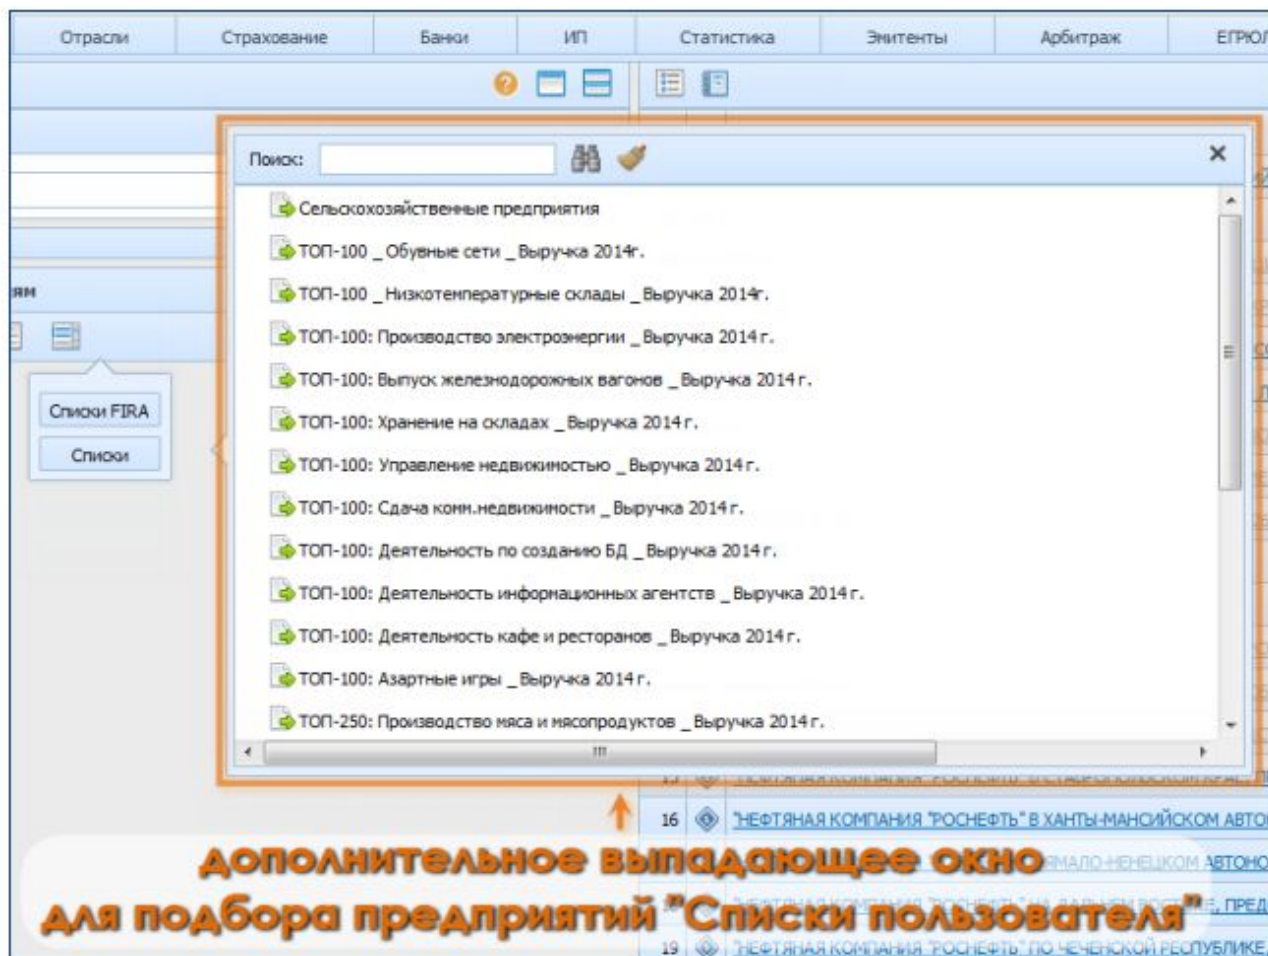 Отрасли Страхование Банки ИП Статистика Эмитенты Арбитраж ЕГРЮЛ
Поиск:
Сельскохозяйственные предприятия
ТОП-100 _ Обувные сети _ Выручка 2014г.
ТОП-100 _ Низкотемпературные склады _ Выручка 2014г.
ТОП-100: Производство электроэнергии _ Выручка 2014 г.
ТОП-100: Выпуск железнодорожных вагонов _ Выручка 2014 г.
ТОП-100: Хранение на складах _ Выручка 2014 г.
ТОП-100: Управление недвижимостью _ Выручка 2014 г.
ТОП-100: Сдача комм.недвижимости _ Выручка 2014 г.
ТОП-100: Деятельность по созданию БД _ Выручка 2014 г.
ТОП-100: Деятельность информационных агентств _ Выручка 2014 г.
ТОП-100: Деятельность кафе и ресторанов _ Выручка 2014 г.
ТОП-100: Азартные игры _ Выручка 2014 г.
ТОП-250: Производство мяса и мясопродуктов _ Выручка 2014 г.
ям
Списки FIRA
Списки
16 "НЕФТЯНАЯ КОМПАНИЯ "РОСНЕФТЬ" В ХАНТЫ-МАНСИЙСКОМ АВТО
ЯМАЛО-НЕНЕЦКОМ АВТОНО
дополнительное выпадающее окно
для подбора предприятий "Списки пользователя"
19 "НЕФТЯНАЯ КОМПАНИЯ "РОСНЕФТЬ" ПО ЧЕЧЕНСКОЙ РЕСПУБЛИКЕ,